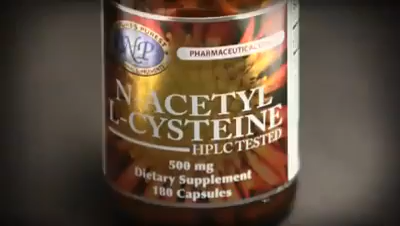 NP
PHARMACEUTICAL
N-ACETYL
L-CYSTEINE
HPLC TESTED
500 mg
Dietary Supplement
180 Capsules